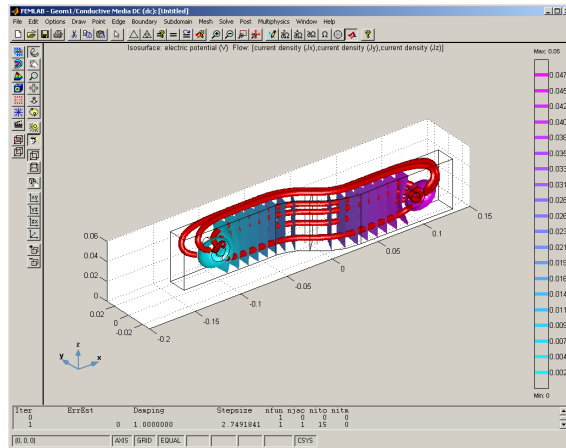 FEMLAB - Geom1/Conductive Media DC (dc): [Untitled]
File Edit Options Draw Point Edge Boundary Subdomain Mesh Solve Post Multiphysics Window Help
Isosurface: electric potential (V) Flow: [current density (Jx),current density (Jy),current density (Jz)]
Max: 0.05
0.047
0.045
0.042
0.040
0.038
0.035
0.033
0.031
0.028
0.026
0.023
0.021
0.019
0.016
0.014
0.011
0.009
0.007
0.004
0.002
Min: 0
0.06
0.04
0.02
0
0.02
0
-0.02
-0.2
-0.15
-0.1
-0.05
0
0.05
0.1
0.15
z
y
x
Iter ErrEst Damping Stepsize nfun njac nito nitm
0 1 0 0 0
1 0 1.0000000 2.7491841 1 1 15 0
(0, 0, 0) AXIS GRID EQUAL CSYS